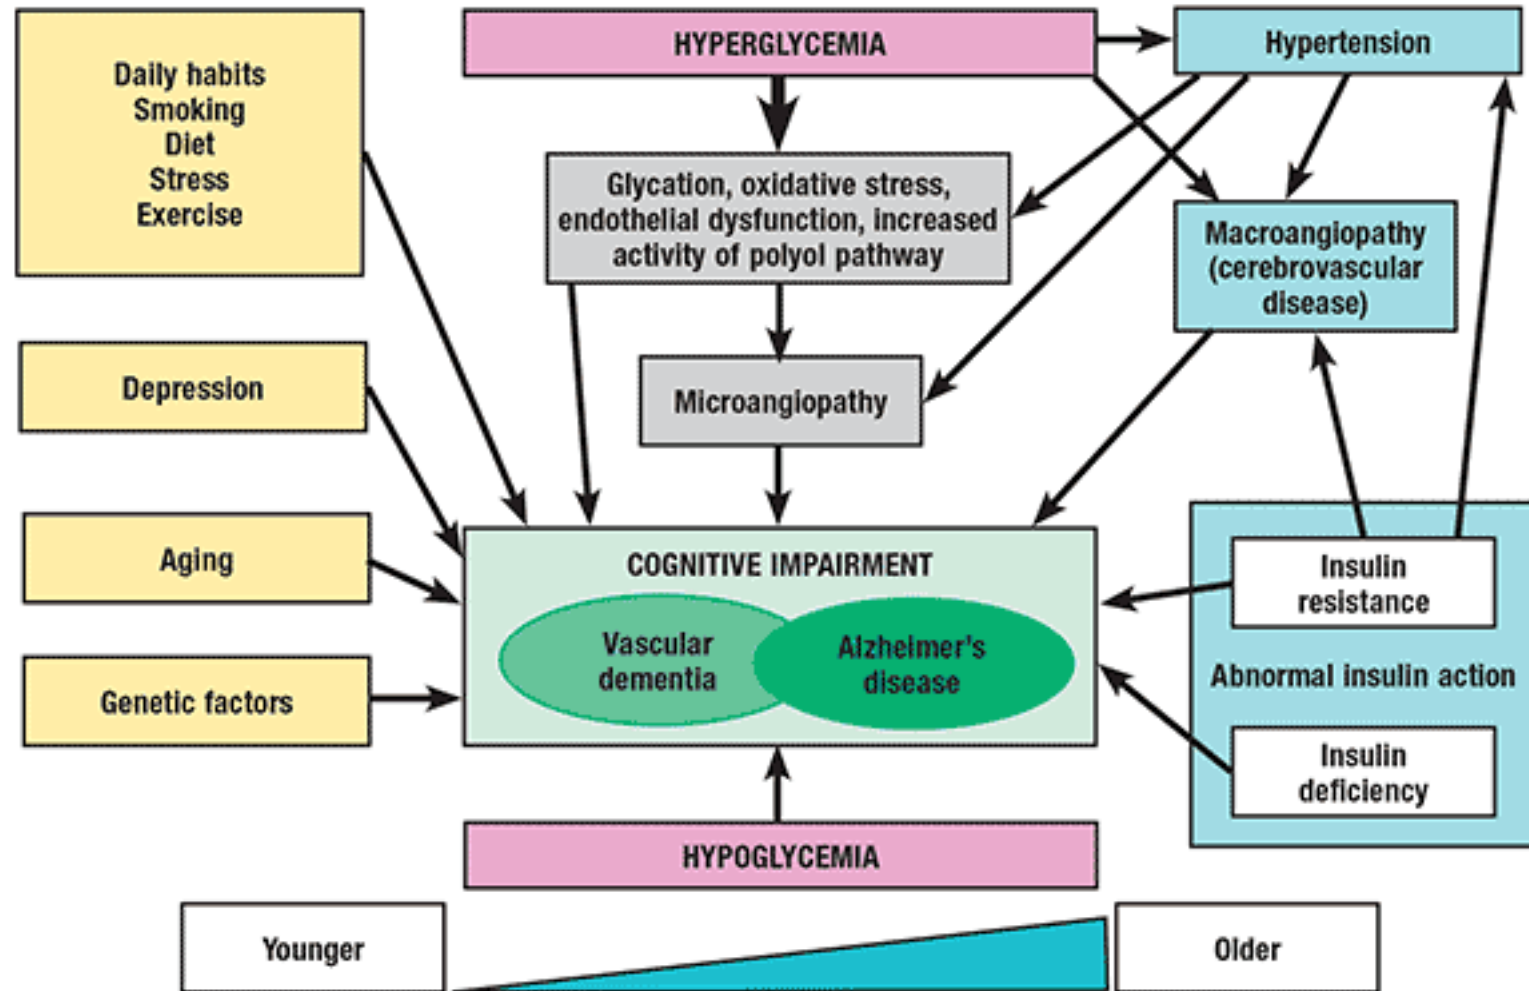 HYPERGLYCEMIA
Hypertension
Daily habits
Smoking
Diet
Stress
Exercise
Glycation, oxidative stress,
endothelial dysfunction, increased
activity of polyol pathway
Macroangiopathy
(cerebrovascular
disease)
Depression
Microangiopathy
Aging
COGNITIVE IMPAIRMENT
Vascular
dementia
Alzheimer's
disease
Insulin
resistance
Abnormal insulin action
Insulin
deficiency
Genetic factors
HYPOGLYCEMIA
Younger
Older